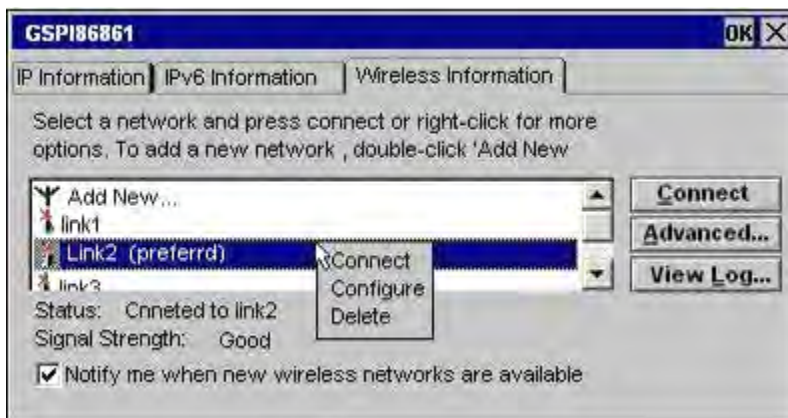 GSPI86861 OK
IP Information IPv6 Information Wireless Information
Select a network and press connect or right-click for more
options. To add a new network , double-click 'Add New
Add New...
link1
Link2 (preferrd)
link3
Connect
Configure
Delete
Connect
Advanced...
View Log...
Status: Cnneted to link2
Signal Strength: Good
Notify me when new wireless networks are available